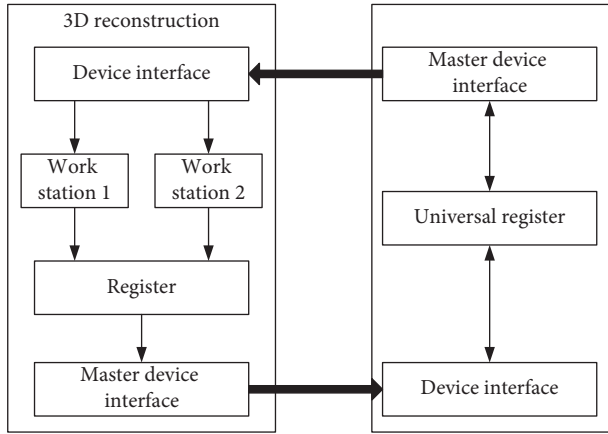 3D reconstruction
Device interface
Work
station 1
Work
station 2
Register
Master device
interface
Master device
interface
Universal register
Device interface